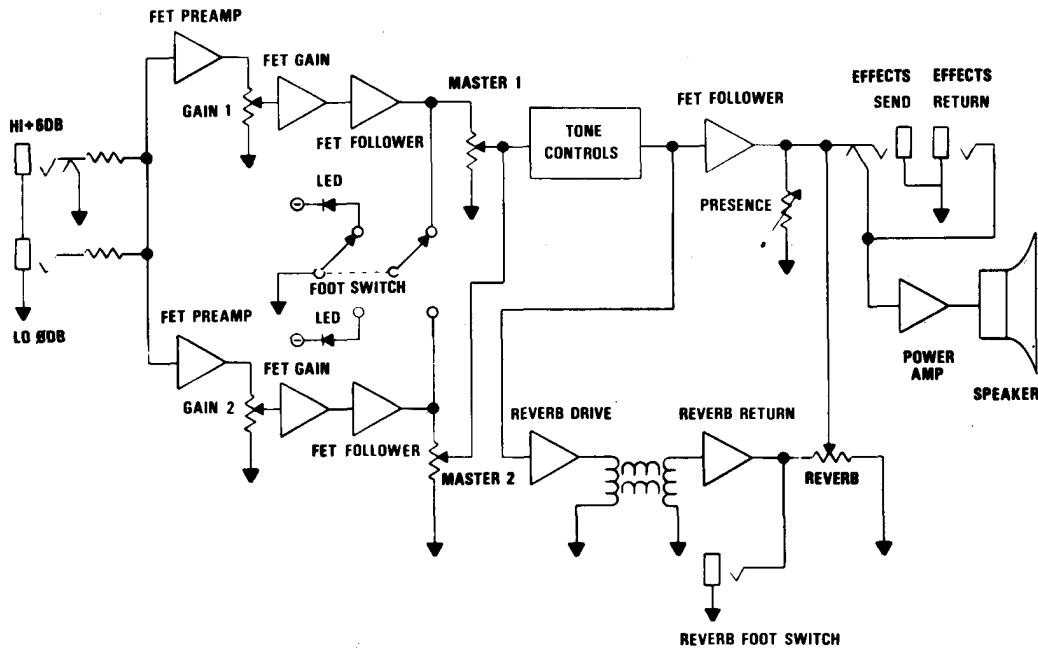 FET PREAMP
FET GAIN
GAIN 1
FET FOLLOWER
MASTER 1
TONE
CONTROLS
FET FOLLOWER
EFFECTS
SEND
EFFECTS
RETURN
HI+6DB
LED
PRESENCE
FOOT SWITCH
LED
LO ØDB
FET PREAMP
FET GAIN
GAIN 2
FET FOLLOWER
MASTER 2
REVERB DRIVE
REVERB RETURN
REVERB
POWER
AMP
SPEAKER
REVERB FOOT SWITCH